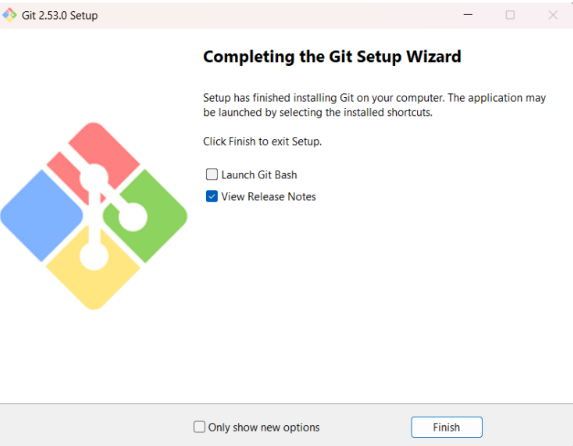 Git 2.53.0 Setup
Completing the Git Setup Wizard
Setup has finished installing Git on your computer. The application may
be launched by selecting the installed shortcuts.
Click Finish to exit Setup.
Launch Git Bash
View Release Notes
Only show new options
Finish